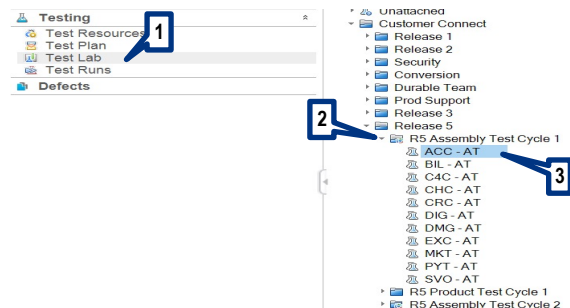 Testing
Test Resources
Test Plan
Test Lab
Test Runs
Defects
1
Unattached
Customer Connect
Release 1
Release 2
Security
Conversion
Durable Team
Prod Support
Release 3
Release 5
2
R5 Assembly Test Cycle 1
ACC - AT
3
BIL - AT
C4C - AT
CHC - AT
CRC - AT
DIG - AT
DMG - AT
EXC - AT
MKT - AT
PYT - AT
SVO - AT
R5 Product Test Cycle 1
R5 Assembly Test Cycle 2